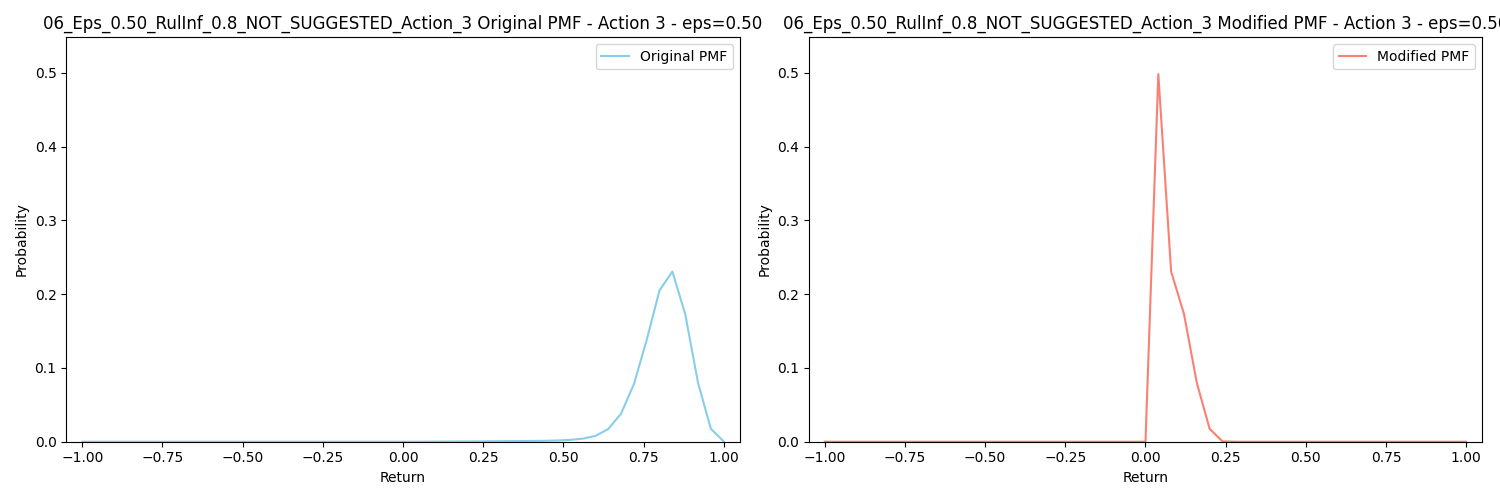 06_Eps_0.50_RulInf_0.8_NOT_SUGGESTED_Action_3 Original PMF - Action 3 - eps=0.50
Original PMF
0.5
0.4
0.3
0.2
0.1
0.0
Probability
−1.00 −0.75 −0.50 −0.25 0.00 0.25 0.50 0.75 1.00
Return
06_Eps_0.50_RulInf_0.8_NOT_SUGGESTED_Action_3 Modified PMF - Action 3 - eps=0.50
Modified PMF
0.5
0.4
0.3
0.2
0.1
0.0
Probability
−1.00 −0.75 −0.50 −0.25 0.00 0.25 0.50 0.75 1.00
Return